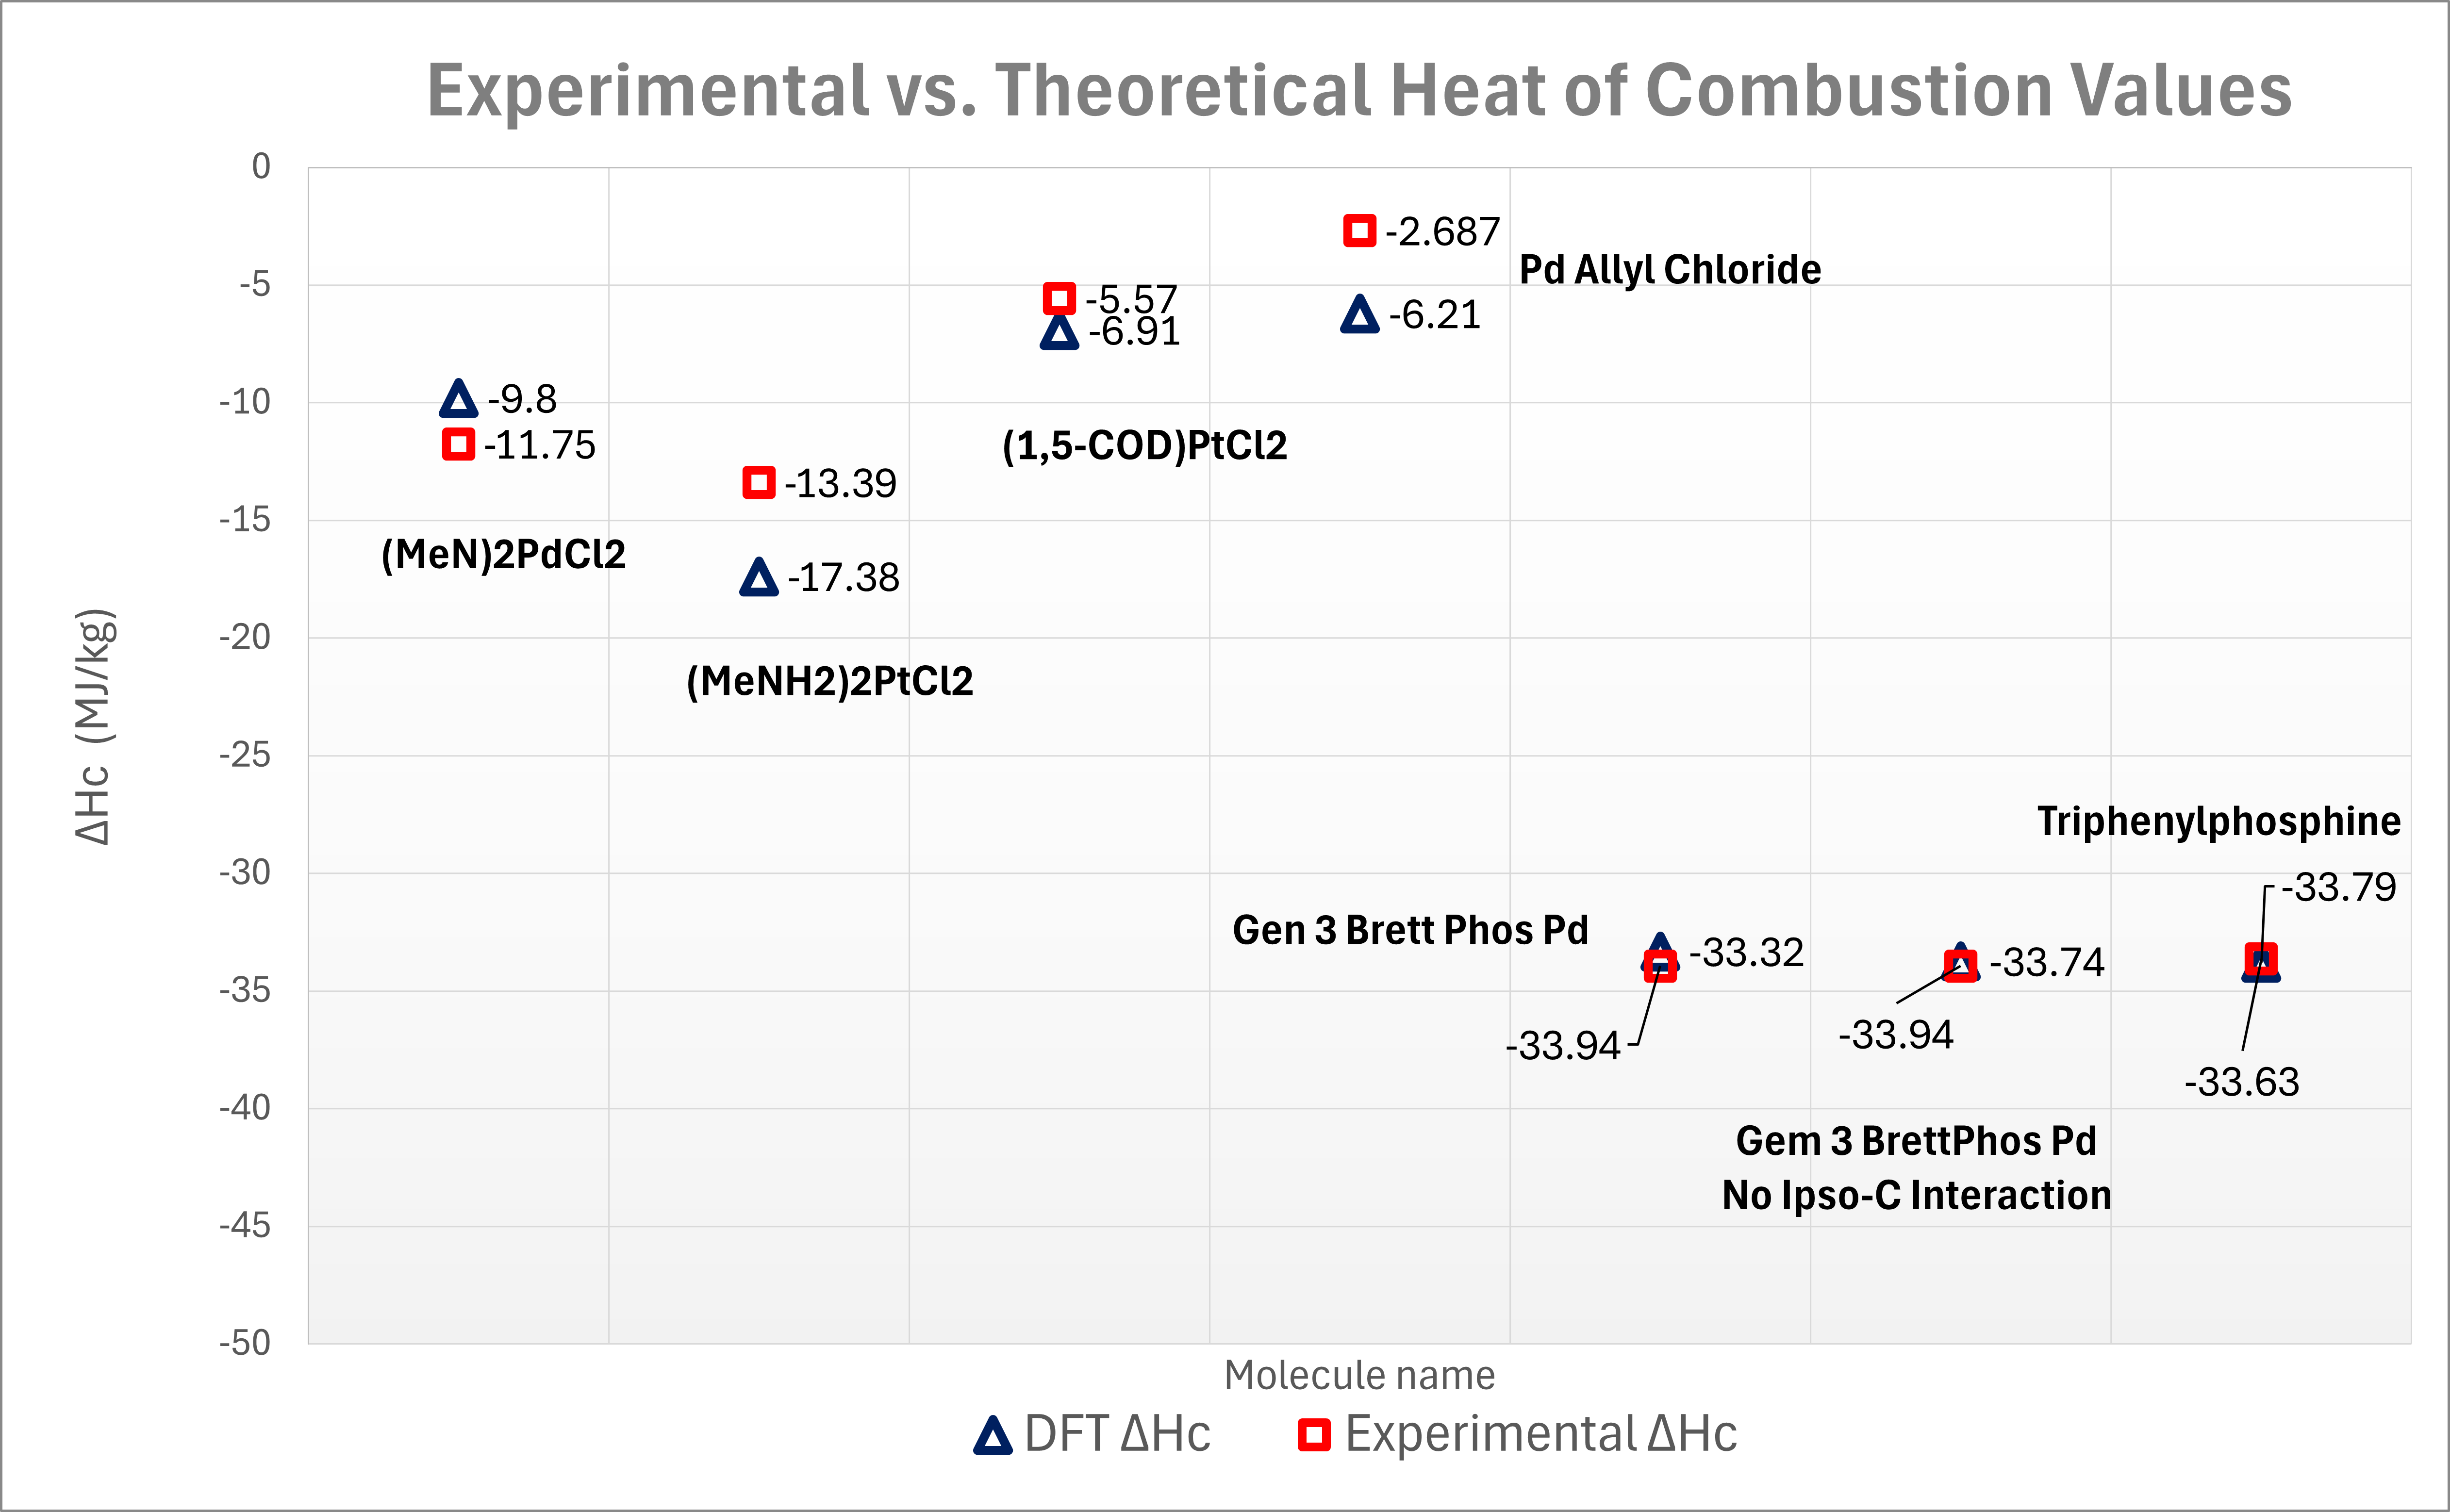 Experimental vs. Theoretical Heat of Combustion Values
0
-5
-10
-15
-20
-25
-30
-35
-40
-45
-50
ΔHc (MJ/kg)
-9.8
-11.75
(MeN)2PdCl2
-13.39
-17.38
(MeNH2)2PtCl2
-5.57
-6.91
(1,5-COD)PtCl2
-2.687
Pd Allyl Chloride
-6.21
Gen 3 Brett Phos Pd
-33.32
-33.94
-33.74
-33.94
Gem 3 BrettPhos Pd
No Ipso-C Interaction
Triphenylphosphine
-33.79
-33.63
Molecule name
DFT ΔHc
Experimental ΔHc